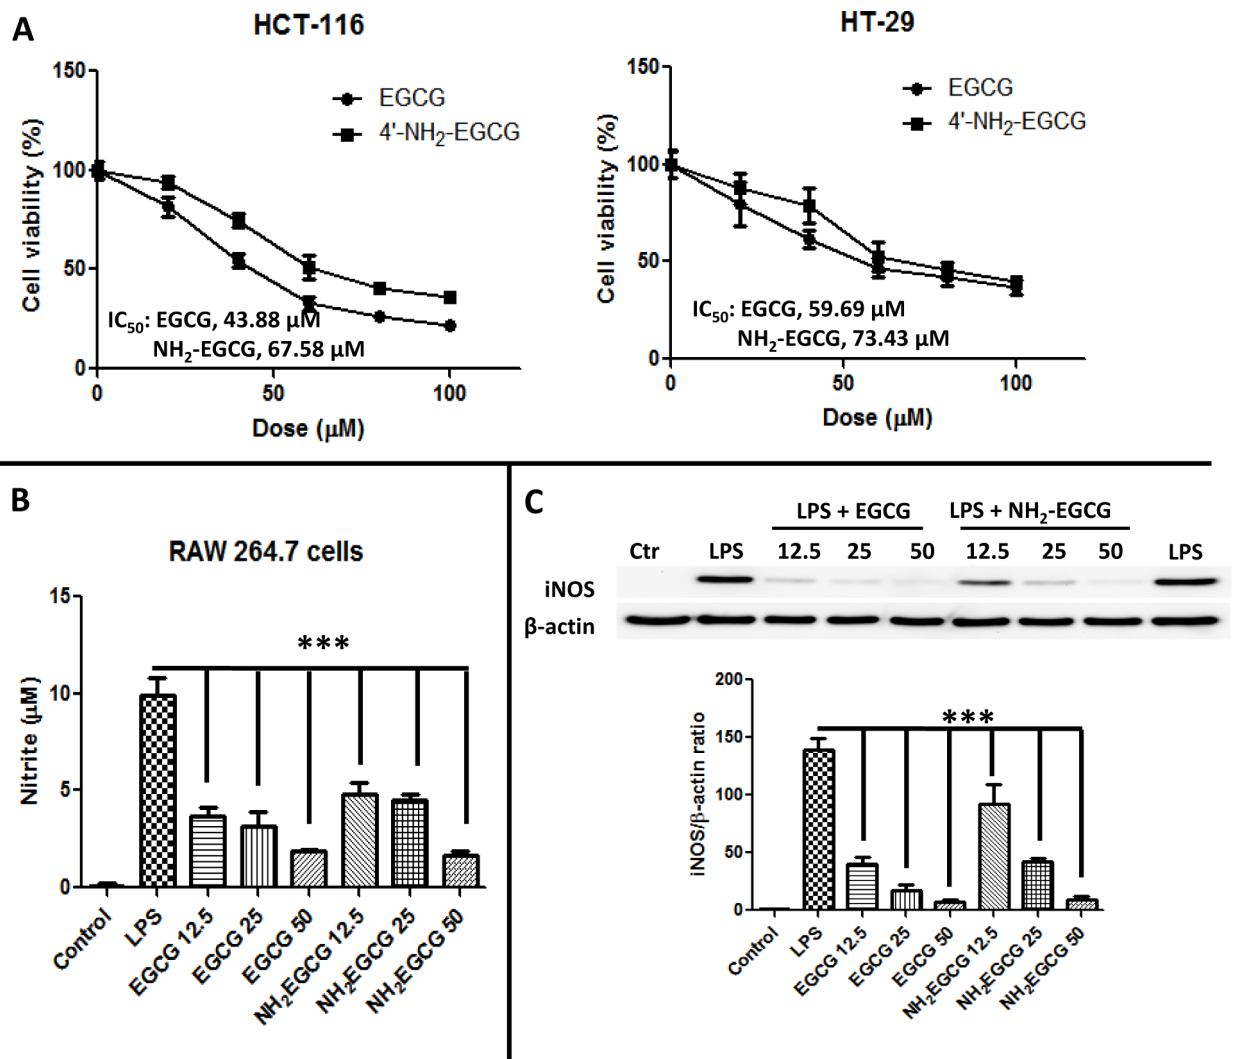 A
HCT-116
150
100
50
0
Cell viability (%)
EGCG
4'-NH₂-EGCG
IC₅₀: EGCG, 43.88 µM
NH₂-EGCG, 67.58 µM
0 50 100
Dose (µM)
HT-29
150
100
50
0
Cell viability (%)
EGCG
4'-NH₂-EGCG
IC₅₀: EGCG, 59.69 µM
NH₂-EGCG, 73.43 µM
0 50 100
Dose (µM)
B
RAW 264.7 cells
15
10
5
0
Nitrite (µM)
***
Control
LPS
EGCG 12.5
EGCG 25
EGCG 50
NH₂EGCG 12.5
NH₂EGCG 25
NH₂EGCG 50
C
LPS + EGCG LPS + NH₂-EGCG
Ctr LPS 12.5 25 50 12.5 25 50 LPS
iNOS
β-actin
200
150
100
50
0
iNOS/β-actin ratio
***
Control
LPS
EGCG 12.5
EGCG 25
EGCG 50
NH₂EGCG 12.5
NH₂EGCG 25
NH₂EGCG 50